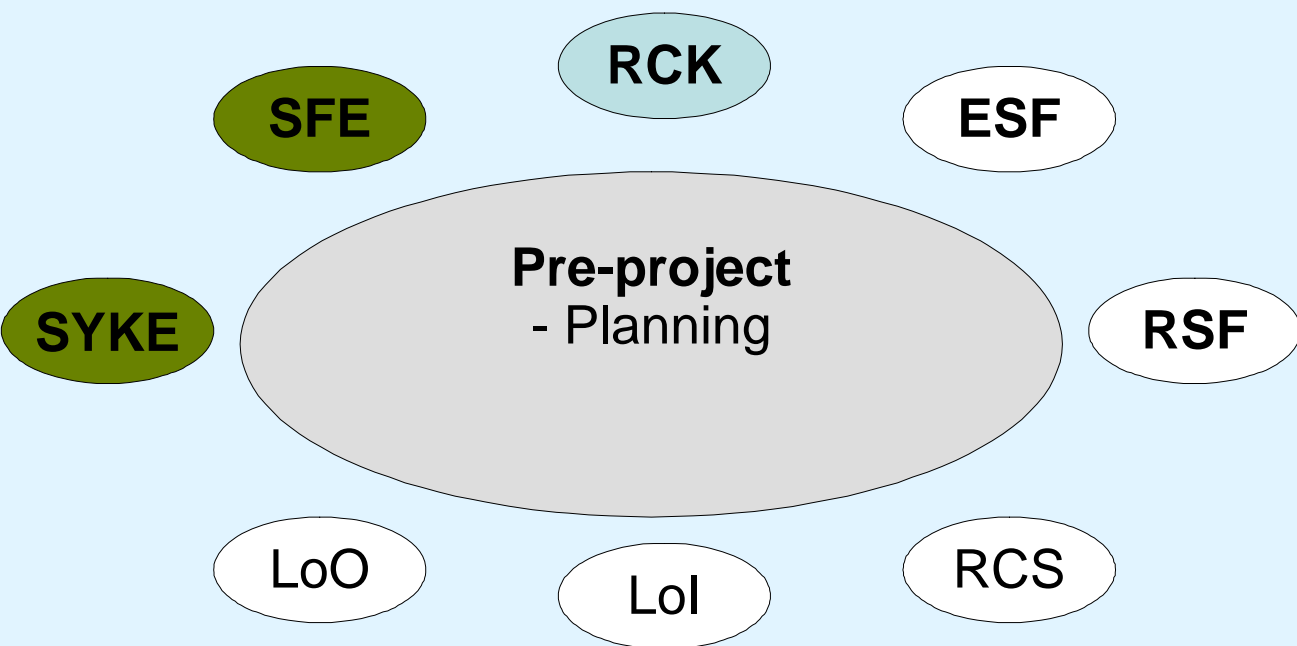 RCK
SFE
ESF
Pre-project
- Planning
SYKE
RSF
LoO
LoI
RCS